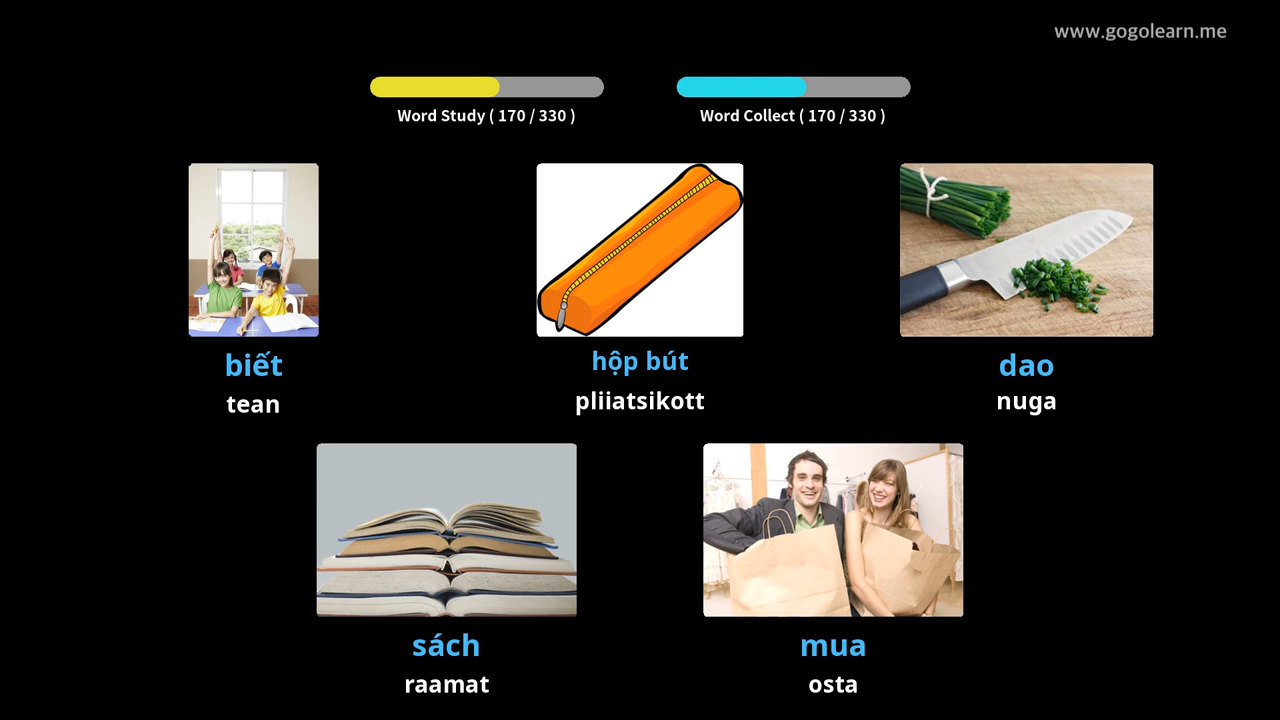 www.gogolearn.me
Word Study ( 170 / 330 )
Word Collect ( 170 / 330 )
biết
tean
hộp bút
pliiatsikott
dao
nuga
sách
raamat
mua
osta